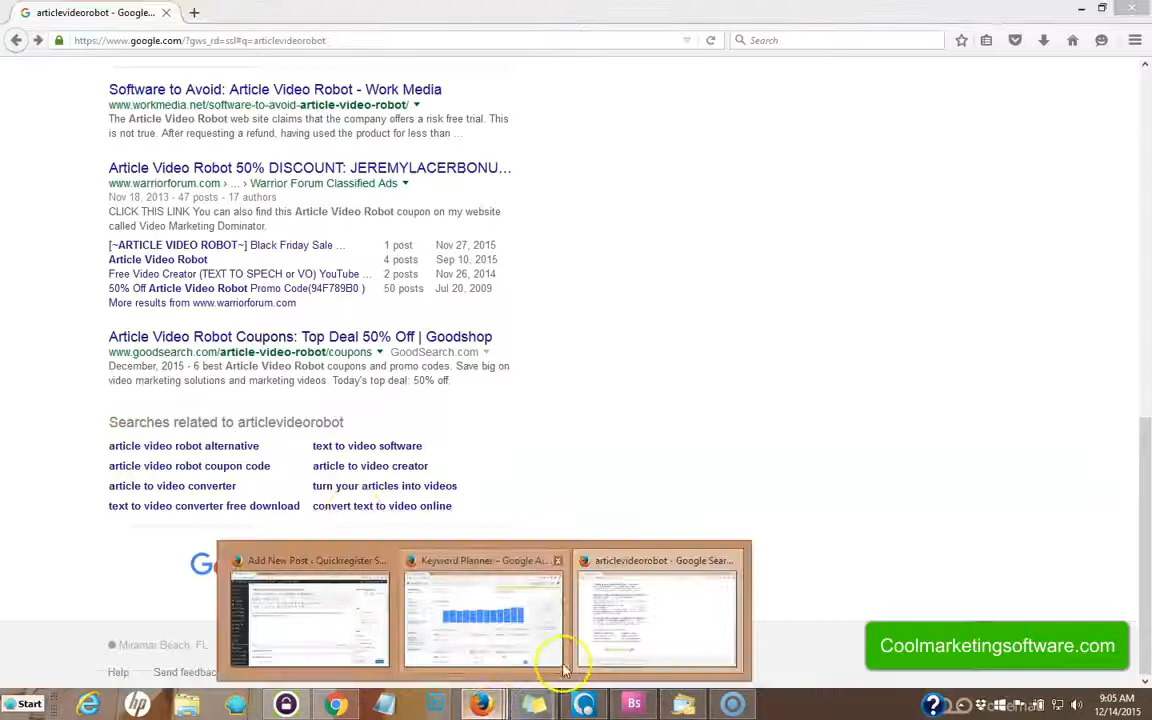 articlevideorobot - Google...
https://www.google.com/?gws_rd=ssl#q=articlevideorobot
Search
Software to Avoid: Article Video Robot - Work Media
www.workmedia.net/software-to-avoid-article-video-robot/
The Article Video Robot web site claims that the company offers a risk free trial. This
is not true. After requesting a refund, having used the product for less than ...
Article Video Robot 50% DISCOUNT: JEREMYLACERBONU...
www.warriorforum.com › ... › Warrior Forum Classified Ads
Nov 18, 2013 - 47 posts - 17 authors
CLICK THIS LINK You can also find this Article Video Robot coupon on my website
called Video Marketing Dominator.
[~ARTICLE VIDEO ROBOT~] Black Friday Sale ... 1 post Nov 27, 2015
Article Video Robot 4 posts Sep 10, 2015
Free Video Creator (TEXT TO SPEECH or VO) YouTube ... 2 posts Nov 26, 2014
50% Off Article Video Robot Promo Code(94F789B0 ) 50 posts Jul 20, 2009
More results from www.warriorforum.com
Article Video Robot Coupons: Top Deal 50% Off | Goodshop
www.goodsearch.com/article-video-robot/coupons GoodSearch.com
December, 2015 - 6 best Article Video Robot coupons and promo codes. Save big on
video marketing solutions and marketing videos. Today's top deal: 50% off.
Searches related to articlevideorobot
article video robot alternative text to video software
article video robot coupon code article to video creator
article to video converter turn your articles into videos
text to video converter free download convert text to video online
Add New Post - Quickregister S... Keyword Planner – Google Au... articlevideorobot - Google Sear...
Miramar Beach, FL
Coolmarketingsoftware.com
Help Send feedbac
Start
hp
Bs
9:05 AM
12/14/2015